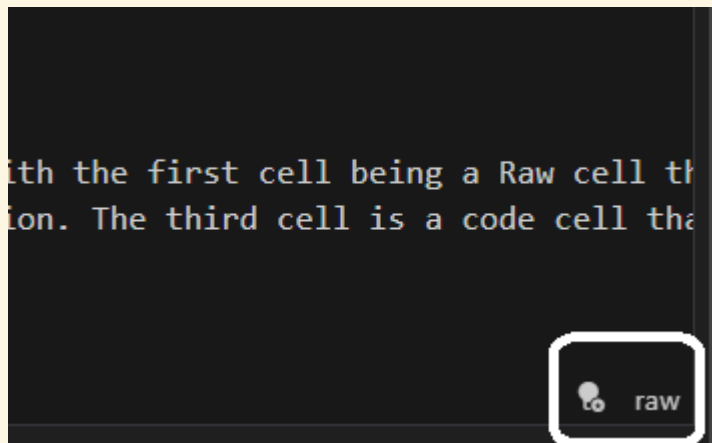 ith the first cell being a Raw cell th
ion. The third cell is a code cell tha
raw